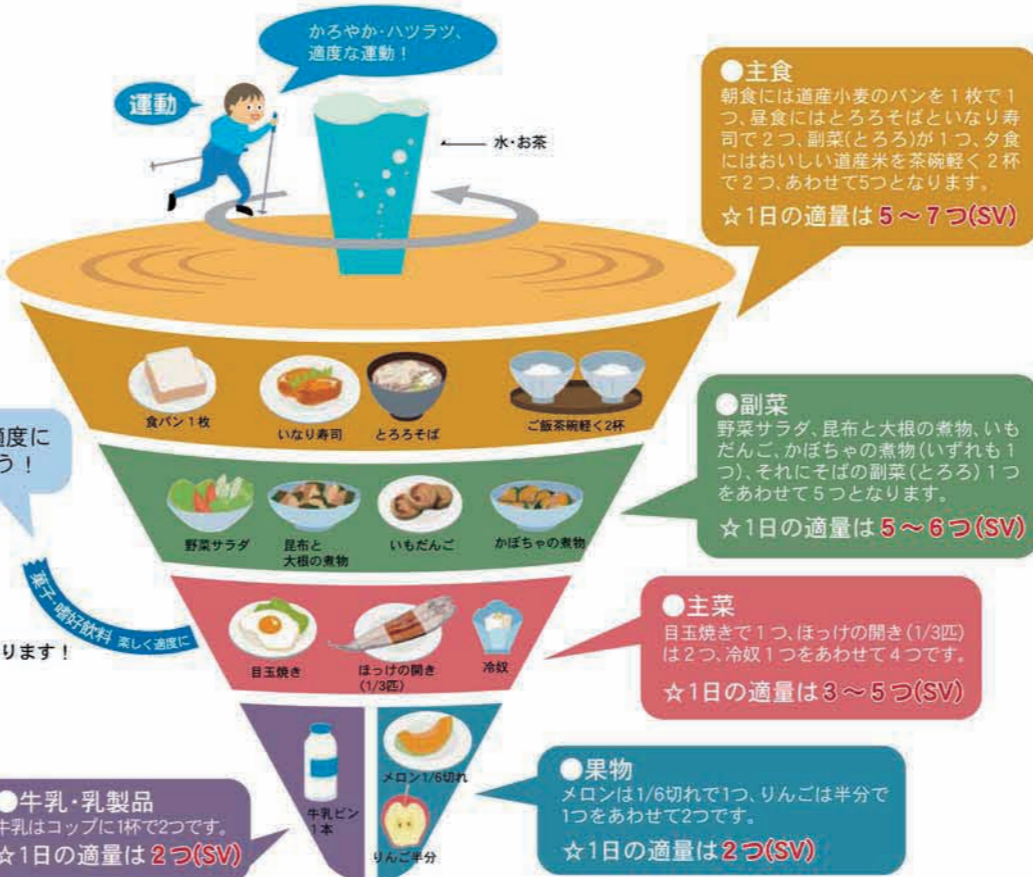 かろやか・ハツラツ、
適度な運動！
運動
水・お茶
●主食
朝食には道産小麦のパンを１枚で１
つ、昼食にはとろろそばといなり寿
司で２つ、副菜(とろろ)が１つ、夕食
にはおいしい道産米を茶碗軽く２杯
で２つ、あわせて5つとなります。
☆1日の適量は 5～7つ(SV)
食パン１枚
いなり寿司
とろろそば
ご飯茶碗軽く2杯
●副菜
野菜サラダ、昆布と大根の煮物、いも
だんご、かぼちゃの煮物(いずれも１
つ)、それにそばの副菜(とろろ)１つ
をあわせて５つとなります。
☆1日の適量は 5～6つ(SV)
適度に
う！
野菜サラダ
昆布と
大根の煮物
いもだんご
かぼちゃの煮物
菓子・嗜好飲料 楽しく適度に
ります！
●主菜
目玉焼きで１つ、ほっけの開き(1/3匹)
は２つ、冷奴１つをあわせて４つです。
☆1日の適量は 3～5つ(SV)
目玉焼き
ほっけの開き
(1/3匹)
冷奴
●牛乳・乳製品
牛乳はコップに1杯で2つです。
☆1日の適量は 2つ(SV)
牛乳ビン
1本
メロン1/6切れ
りんご半分
●果物
メロンは1/6切れで1つ、りんごは半分で
1つをあわせて2つです。
☆1日の適量は 2つ(SV)